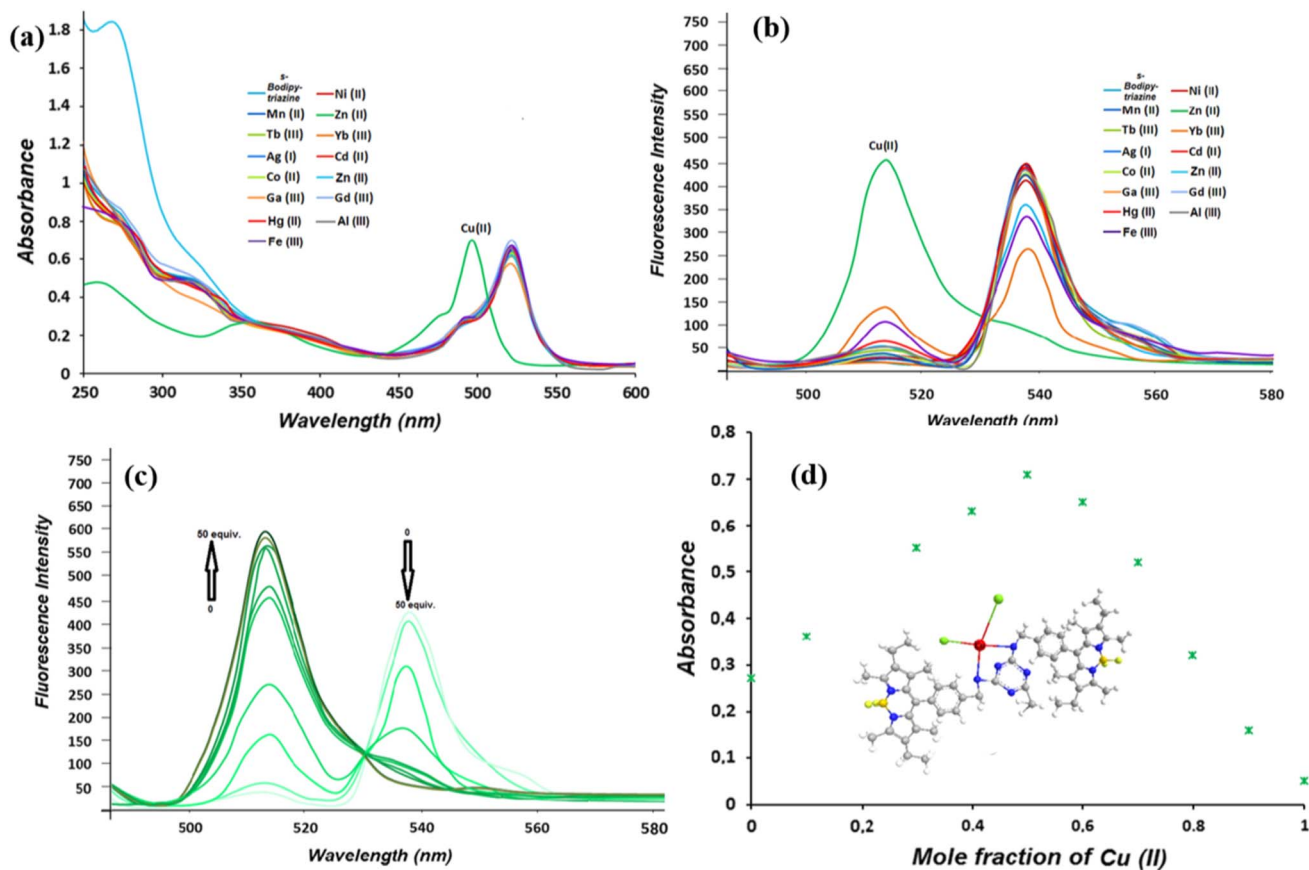 (a)
Absorbance
1.8
1.6
1.4
1.2
1
0.8
0.6
0.4
0.2
0
250
300
350
400
450
500
550
600
Wavelength (nm)
s-
Bodipy-
triazine
Ni (II)
Mn (II)
Zn (II)
Tb (III)
Yb (III)
Ag (I)
Cd (II)
Co (II)
Zn (II)
Ga (III)
Gd (III)
Hg (II)
Al (III)
Fe (III)
Cu(II)
(b)
Fluorescence Intensity
750
700
650
600
550
500
450
400
350
300
250
200
150
100
50
500
520
540
560
580
Wavelength (nm)
s-
Bodipy-
triazine
Ni (II)
Mn (II)
Zn (II)
Tb (III)
Yb (III)
Ag (I)
Cd (II)
Co (II)
Zn (II)
Ga (III)
Gd (III)
Hg (II)
Al (III)
Fe (III)
Cu(II)
(c)
Fluorescence Intensity
750
700
650
600
550
500
450
400
350
300
250
200
150
100
50
500
520
540
560
580
Wavelength (nm)
50 equiv.
0
0
50 equiv.
(d)
Absorbance
0,8
0.7
0.6
0.5
0.4
0.3
0.2
0.1
0
0
0,2
0.4
0.6
0.8
1
Mole fraction of Cu (II)